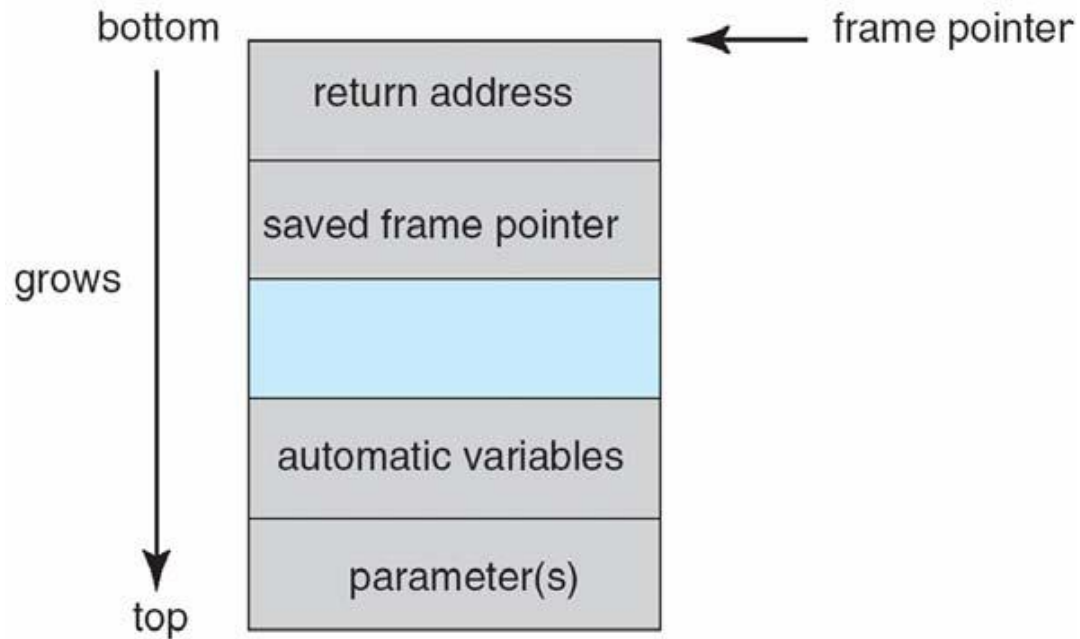 bottom
frame pointer
return address
saved frame pointer
grows
automatic variables
parameter(s)
top